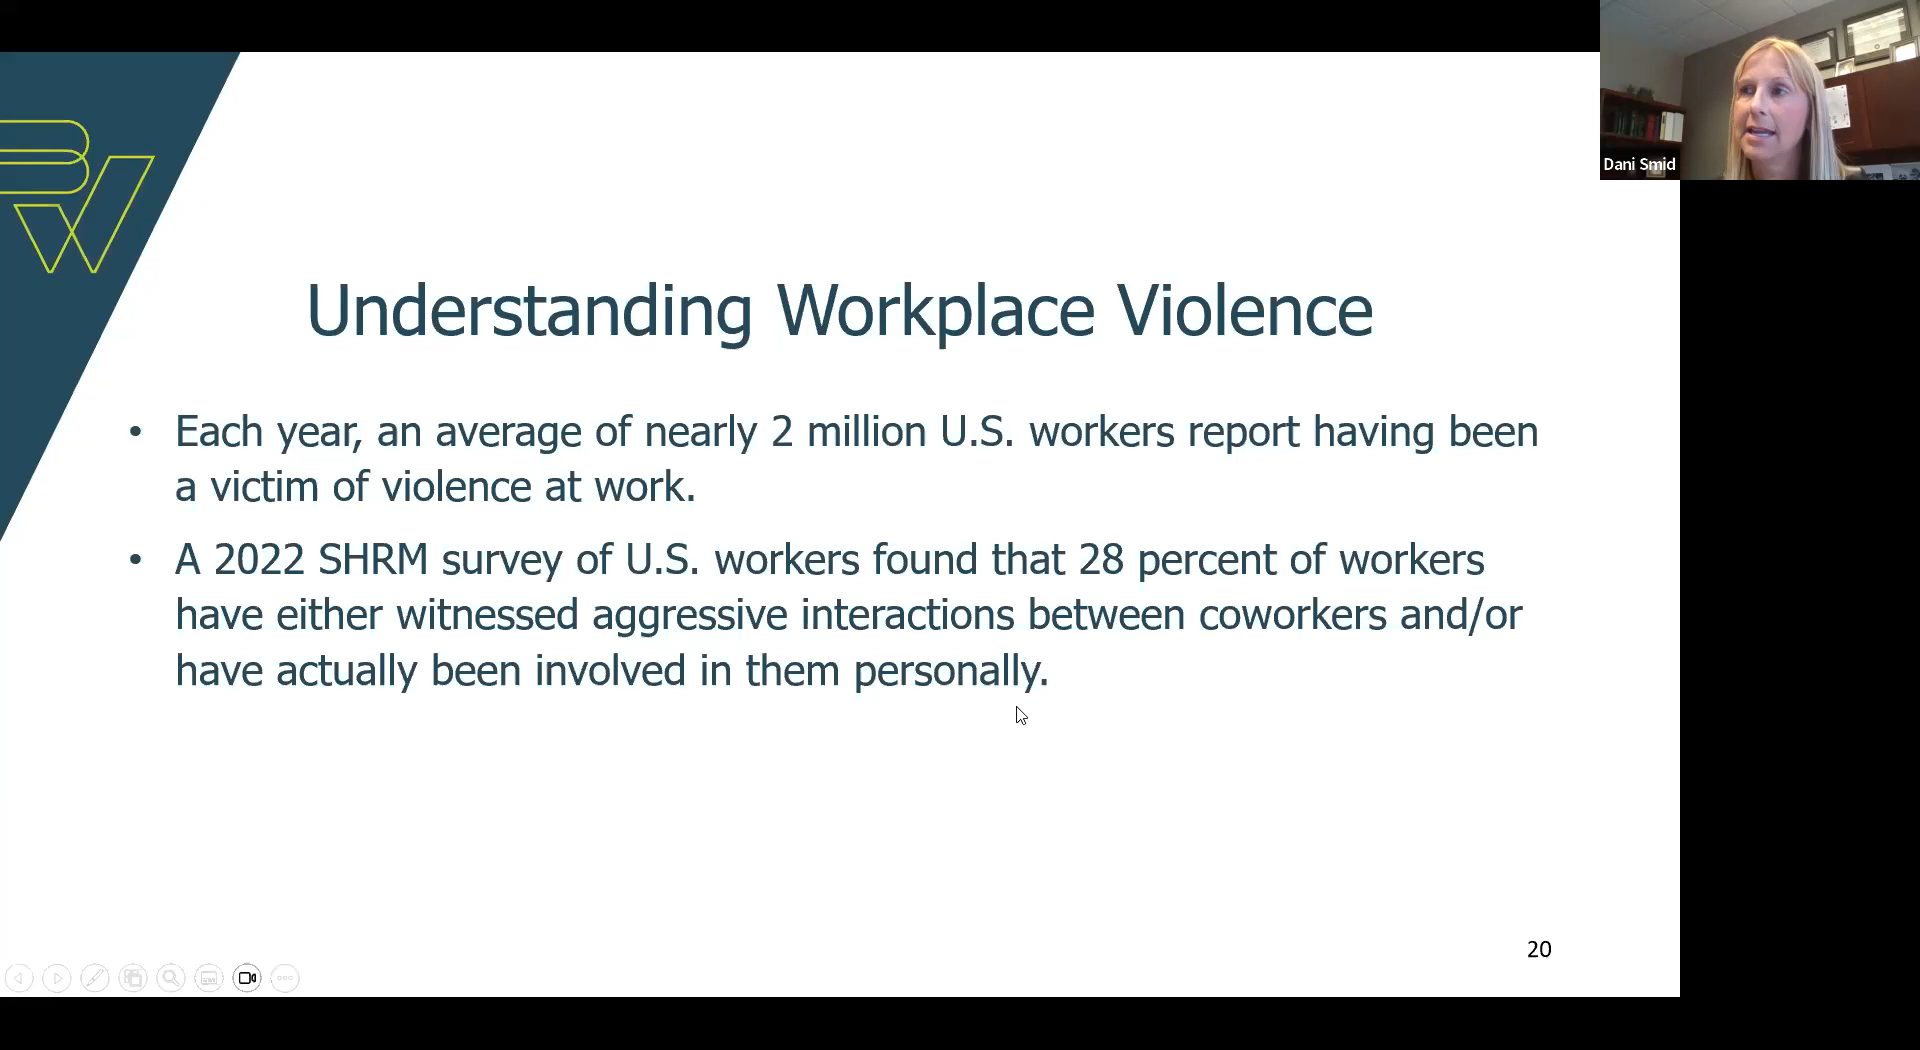 Dani Smid
Understanding Workplace Violence
• Each year, an average of nearly 2 million U.S. workers report having been
a victim of violence at work.
• A 2022 SHRM survey of U.S. workers found that 28 percent of workers
have either witnessed aggressive interactions between coworkers and/or
have actually been involved in them personally.
20